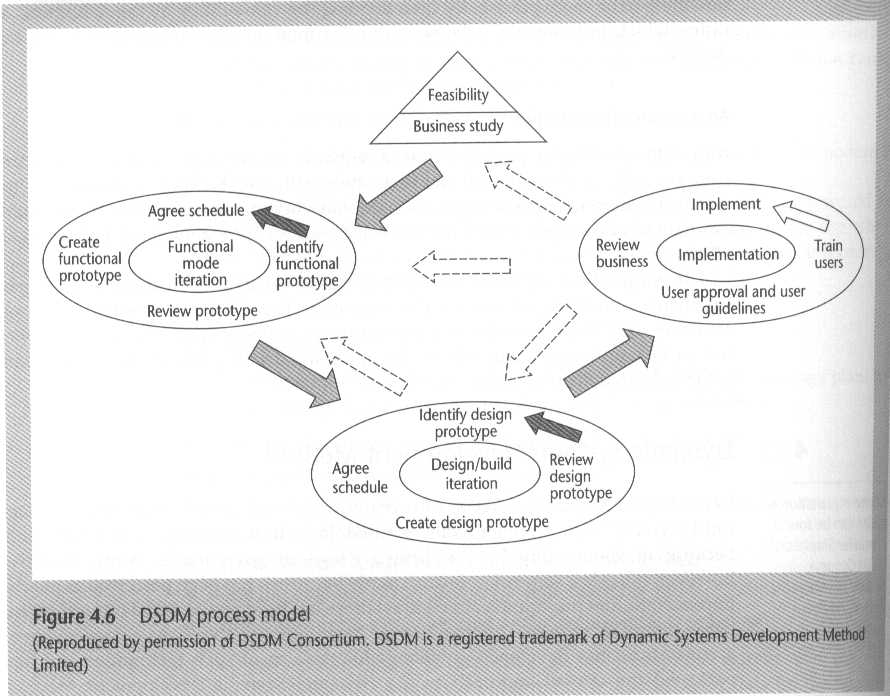 Feasibility
Business study
Agree schedule
Create
functional
prototype
Functional
mode
iteration
Identify
functional
prototype
Review prototype
Implement
Review
business
Implementation
Train
users
User approval and user
guidelines
Identify design
prototype
Agree
schedule
Design/build
iteration
Review
design
prototype
Create design prototype
Figure 4.6 DSDM process model
(Reproduced by permission of DSDM Consortium. DSDM is a registered trademark of Dynamic Systems Development Method
Limited)